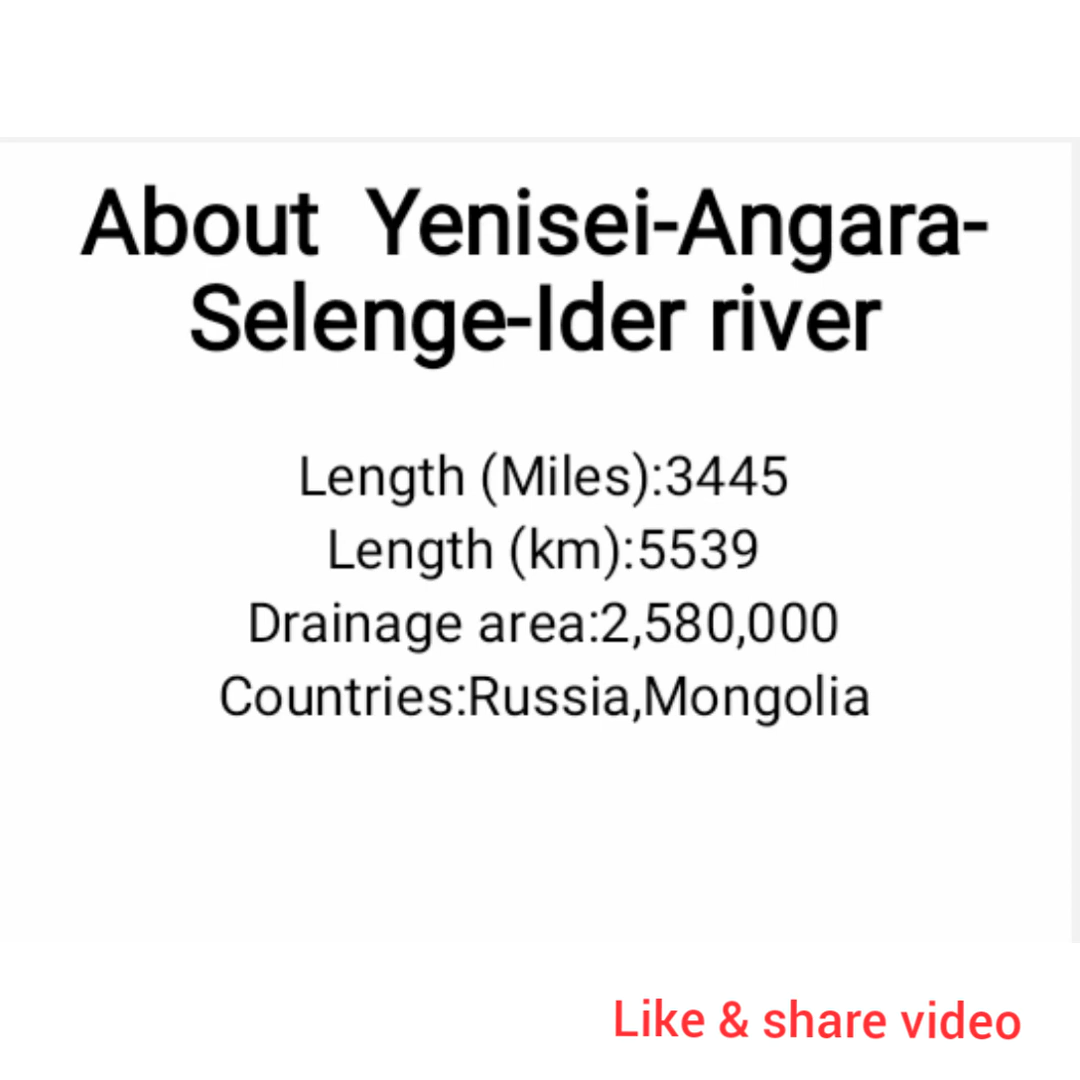 About Yenisei-Angara-
Selenge-Ider river
Length (Miles):3445
Length (km):5539
Drainage area:2,580,000
Countries:Russia,Mongolia
Like & share video